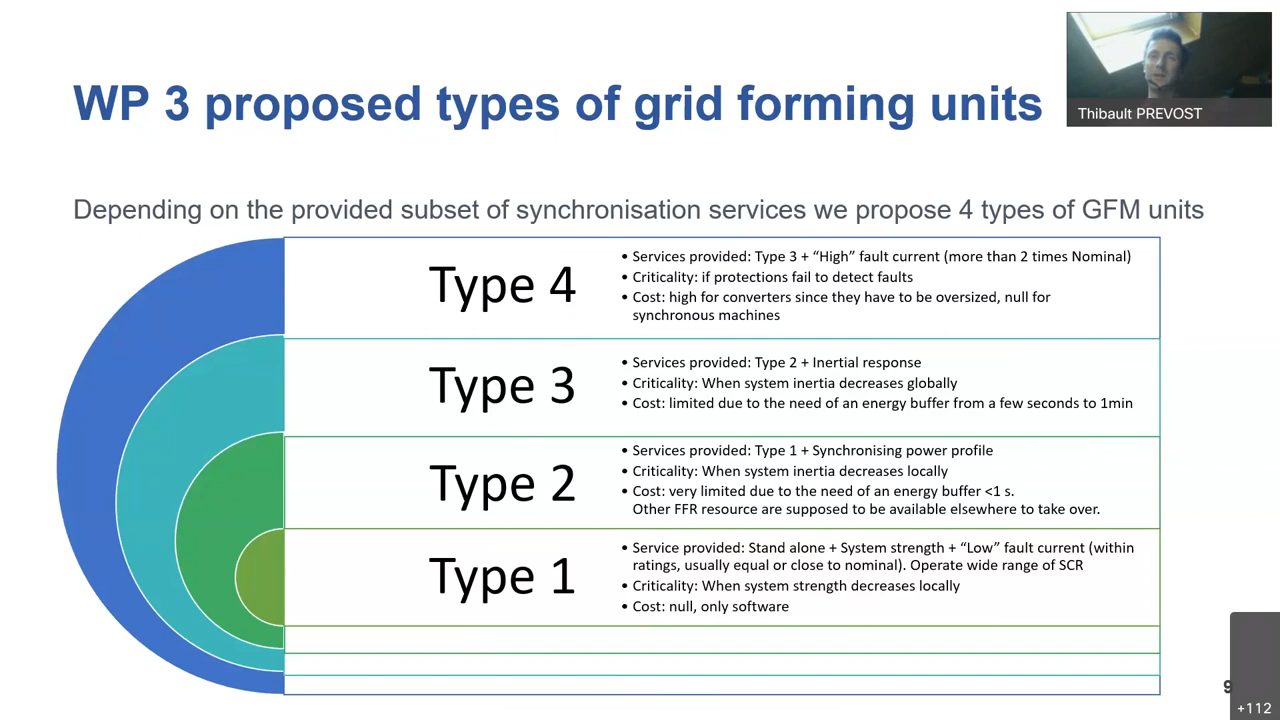 WP 3 proposed types of grid forming units
Thibault PREVOST
Depending on the provided subset of synchronisation services we propose 4 types of GFM units
Type 4
• Services provided: Type 3 + “High” fault current (more than 2 times Nominal)
• Criticality: if protections fail to detect faults
• Cost: high for converters since they have to be oversized, null for
synchronous machines
Type 3
• Services provided: Type 2 + Inertial response
• Criticality: When system inertia decreases globally
• Cost: limited due to the need of an energy buffer from a few seconds to 1min
Type 2
• Services provided: Type 1 + Synchronising power profile
• Criticality: When system inertia decreases locally
• Cost: very limited due to the need of an energy buffer <1 s.
Other FFR resource are supposed to be available elsewhere to take over.
Type 1
• Service provided: Stand alone + System strength + “Low” fault current (within
ratings, usually equal or close to nominal). Operate wide range of SCR
• Criticality: When system strength decreases locally
• Cost: null, only software
9
+112